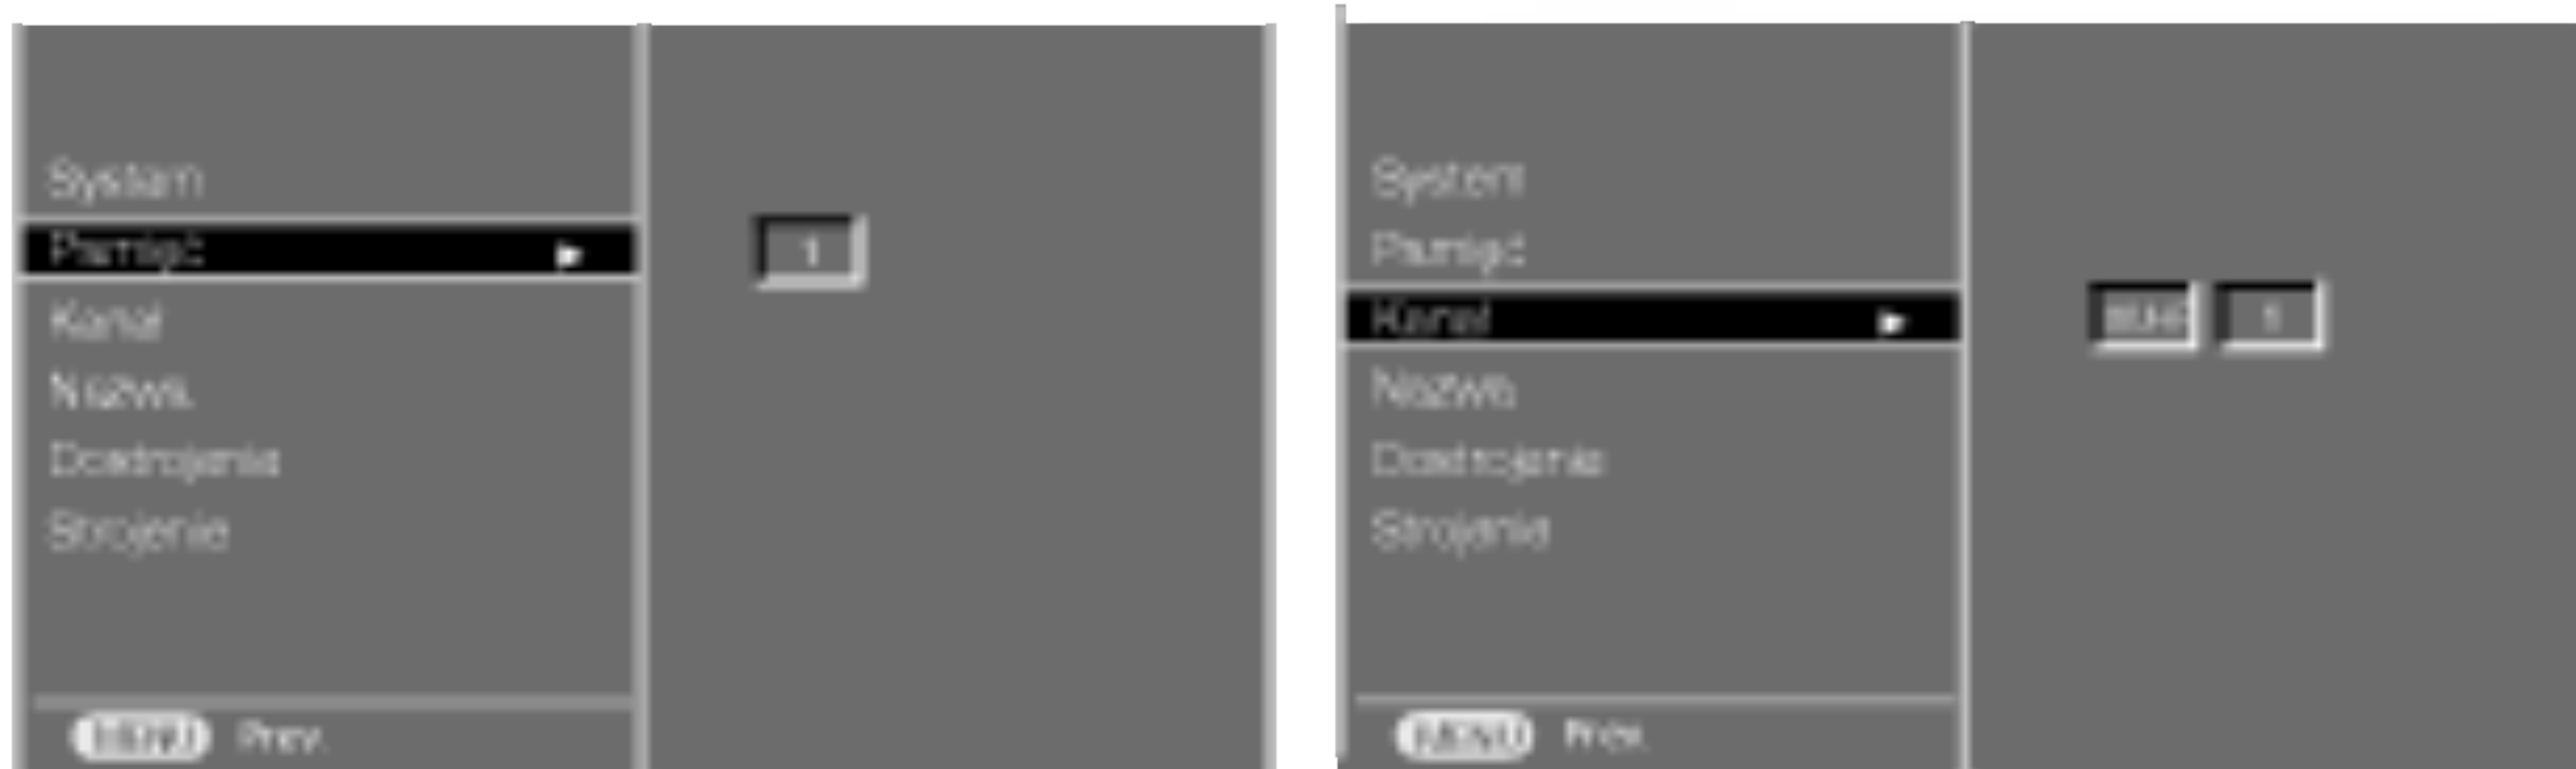 System
Pamięć
1
Kanał
Nazwa
Dostrojenie
Strojenie
MENU Prev.
System
Pamięć
Kanał
1
Nazwa
Dostrojenie
Strojenie
MENU Prev.